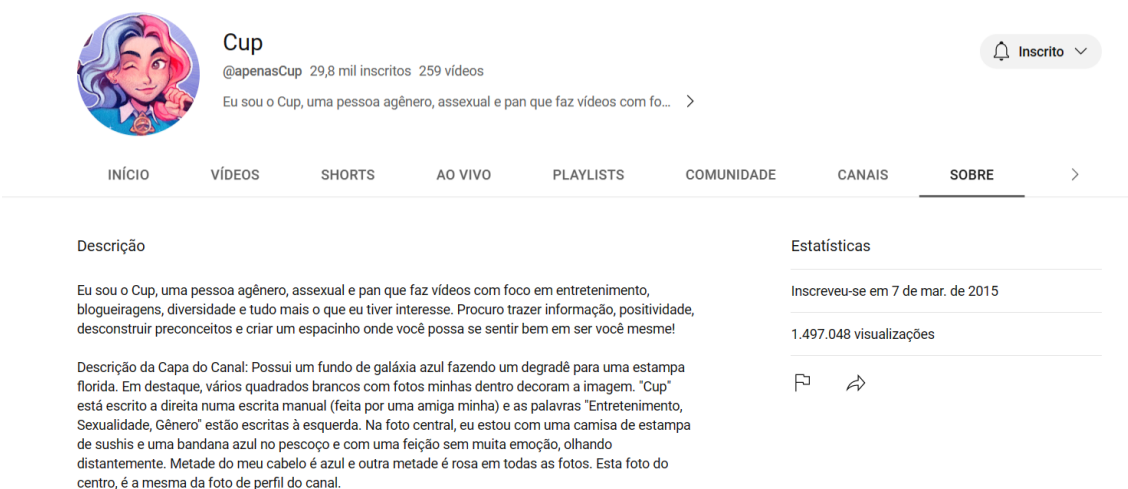 Cup
@apenasCup 29,8 mil inscritos 259 vídeos
Eu sou o Cup, uma pessoa agênero, assexual e pan que faz vídeos com fo...
Inscrito
INÍCIO VÍDEOS SHORTS AO VIVO PLAYLISTS COMUNIDADE CANAIS SOBRE
Descrição
Eu sou o Cup, uma pessoa agênero, assexual e pan que faz vídeos com foco em entretenimento,
blogueiragens, diversidade e tudo mais o que eu tiver interesse. Procuro trazer informação, positividade,
desconstruir preconceitos e criar um espacinho onde você possa se sentir bem em ser você mesme!
Descrição da Capa do Canal: Possui um fundo de galáxia azul fazendo um degradê para uma estampa
florida. Em destaque, vários quadrados brancos com fotos minhas dentro decoram a imagem. "Cup"
está escrito a direita numa escrita manual (feita por uma amiga minha) e as palavras "Entretenimento,
Sexualidade, Gênero" estão escritas à esquerda. Na foto central, eu estou com uma camisa de estampa
de sushis e uma bandana azul no pescoço e com uma feição sem muita emoção, olhando
distantemente. Metade do meu cabelo é azul e outra metade é rosa em todas as fotos. Esta foto do
centro, é a mesma da foto de perfil do canal.
Estatísticas
Inscreveu-se em 7 de mar. de 2015
1.497.048 visualizações